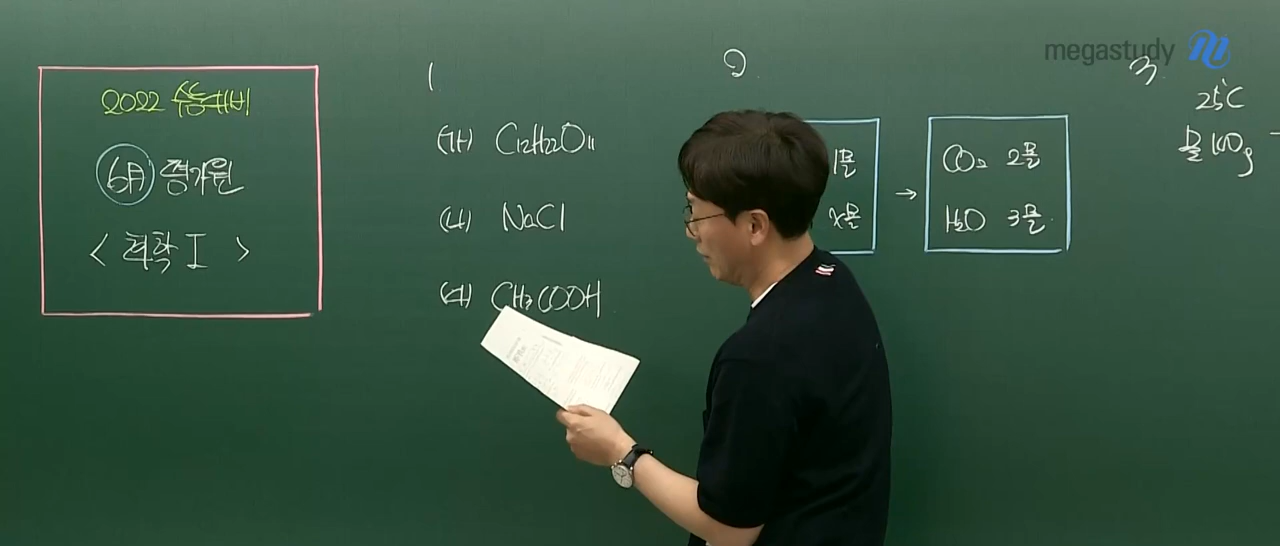 2022 수능대비
6月 평가원
< 화학 I >
1
(가) C12H22O11
(나) NaCl
(다) CH3COOH
2.
1몰
x몰
→
CO2 2몰
H2O 3몰
megastudy
3.
25℃
물 100g